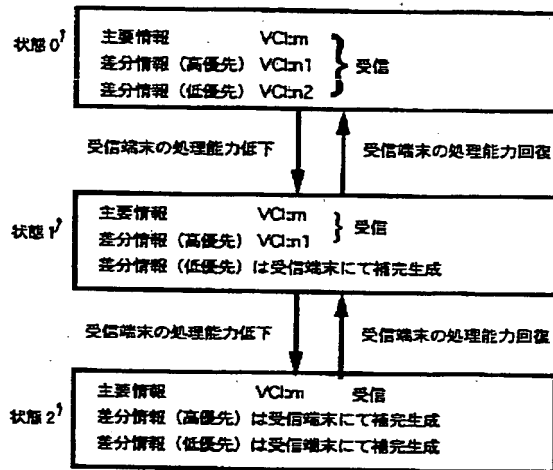 状態0'
主要情報 VCI:m
差分情報（高優先） VCI:n1
差分情報（低優先） VCI:n2
受信
受信端末の処理能力低下
受信端末の処理能力回復
状態1'
主要情報 VCI:m
差分情報（高優先） VCI:n1
受信
差分情報（低優先）は受信端末にて補完生成
受信端末の処理能力低下
受信端末の処理能力回復
状態2'
主要情報 VCI:m 受信
差分情報（高優先）は受信端末にて補完生成
差分情報（低優先）は受信端末にて補完生成